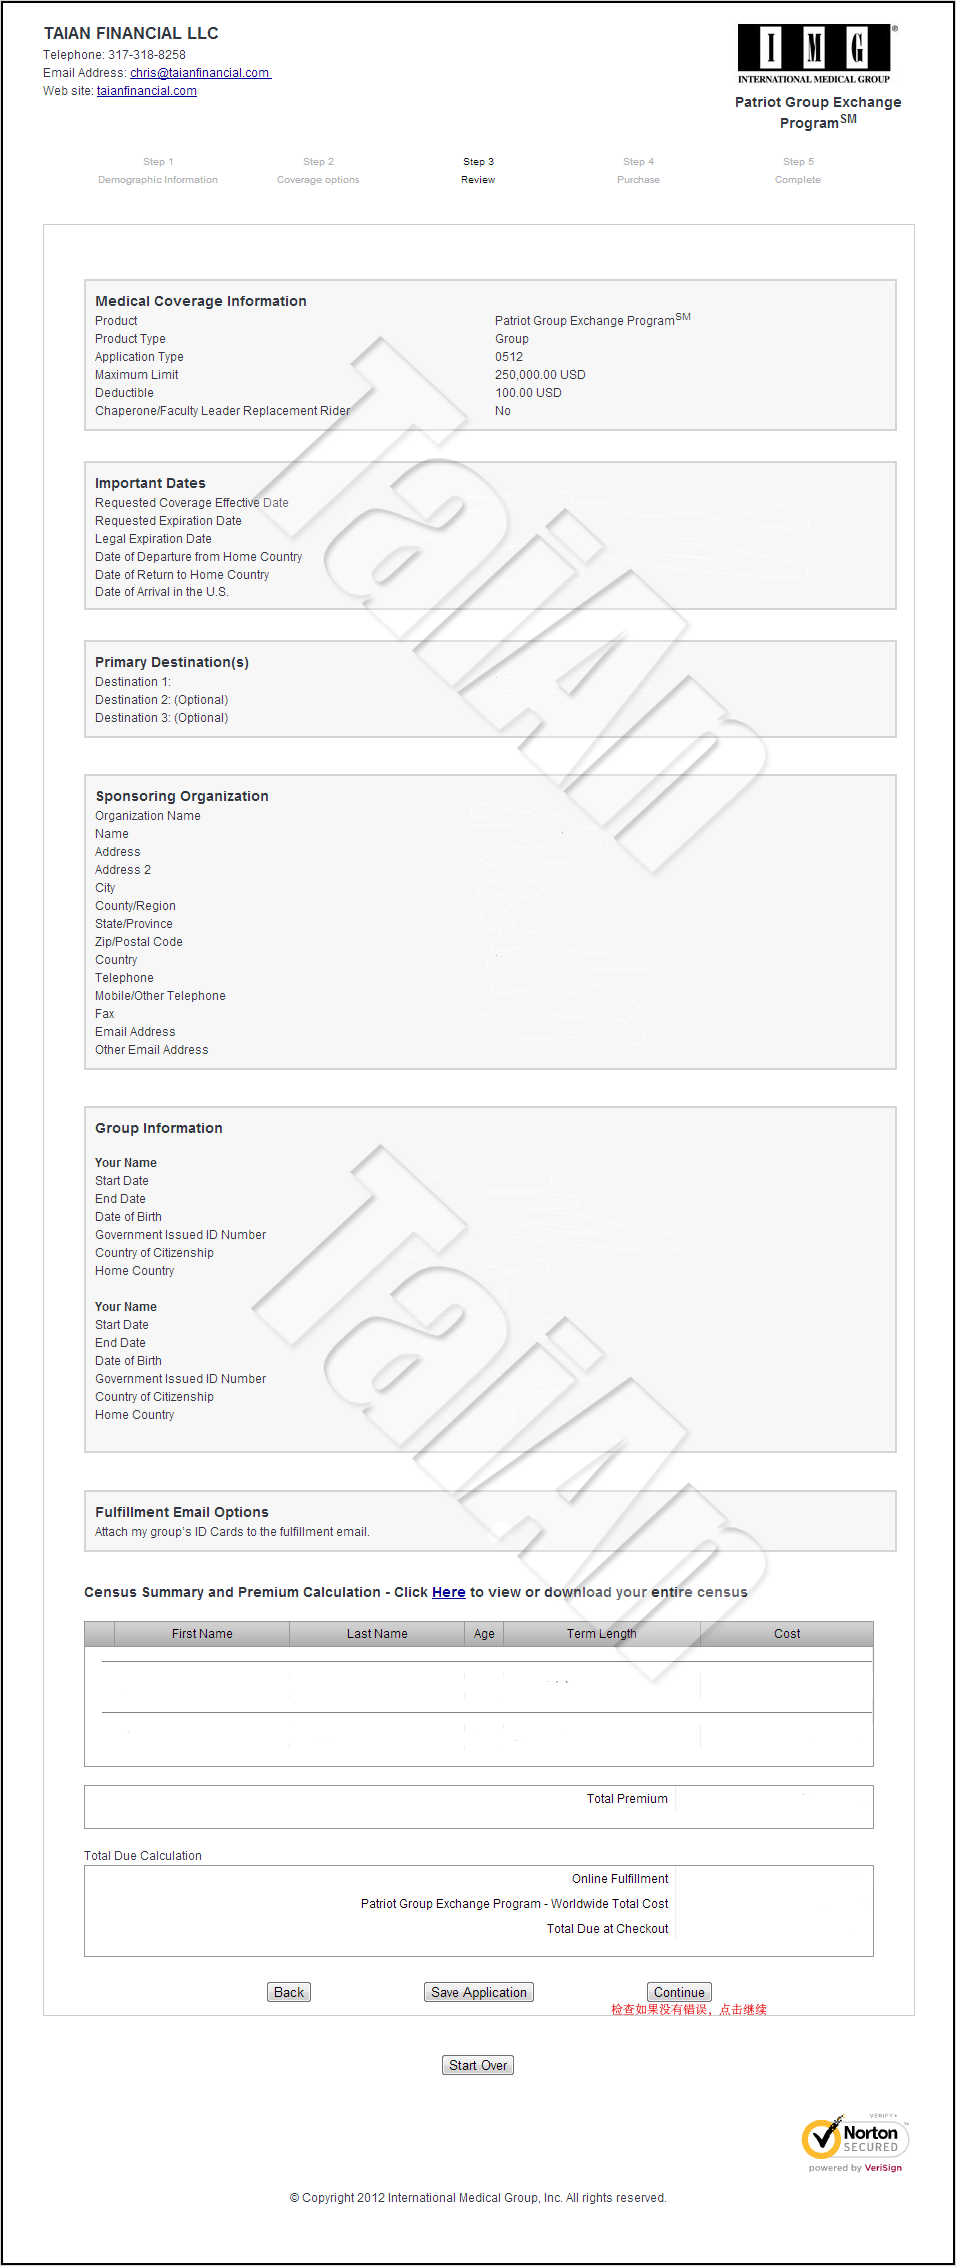 TAIAN FINANCIAL LLC
Telephone: 317-318-8258
Email Address: chris@taianfinancial.com
Web site: taianfinancial.com
IMG®
INTERNATIONAL MEDICAL GROUP
Patriot Group Exchange
Program℠
Step 1 Step 2 Step 3 Step 4 Step 5
Demographic Information Coverage options Review Purchase Complete
Medical Coverage Information
Product Patriot Group Exchange Program℠
Product Type Group
Application Type 0512
Maximum Limit 250,000.00 USD
Deductible 100.00 USD
Chaperone/Faculty Leader Replacement Rider No
Important Dates
Requested Coverage Effective Date
Requested Expiration Date
Legal Expiration Date
Date of Departure from Home Country
Date of Return to Home Country
Date of Arrival in the U.S.
TaiAn
Primary Destination(s)
Destination 1:
Destination 2: (Optional)
Destination 3: (Optional)
Sponsoring Organization
Organization Name
Name
Address
Address 2
City
County/Region
State/Province
Zip/Postal Code
Country
Telephone
Mobile/Other Telephone
Fax
Email Address
Other Email Address
Group Information
Your Name
Start Date
End Date
Date of Birth
Government Issued ID Number
Country of Citizenship
Home Country
Your Name
Start Date
End Date
Date of Birth
Government Issued ID Number
Country of Citizenship
Home Country
TaiAn
Fulfillment Email Options
Attach my group's ID Cards to the fulfillment email.
Census Summary and Premium Calculation - Click Here to view or download your entire census
First Name Last Name Age Term Length Cost
Total Premium
Total Due Calculation
Online Fulfillment
Patriot Group Exchange Program - Worldwide Total Cost
Total Due at Checkout
Back Save Application Continue
检查如果没有错误，点击继续
Start Over
VERIFY
Norton
SECURED
powered by VeriSign
© Copyright 2012 International Medical Group, Inc. All rights reserved.